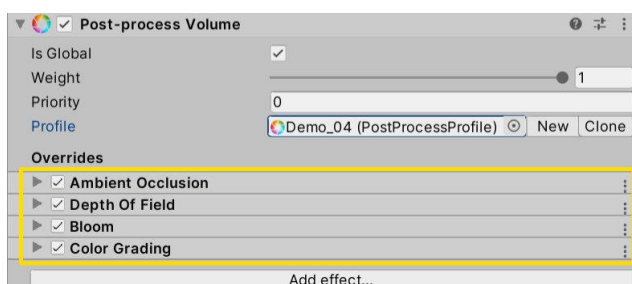 Post-process Volume
Is Global
Weight 1
Priority 0
Profile Demo_04 (PostProcessProfile) New Clone
Overrides
Ambient Occlusion
Depth Of Field
Bloom
Color Grading
Add effect...